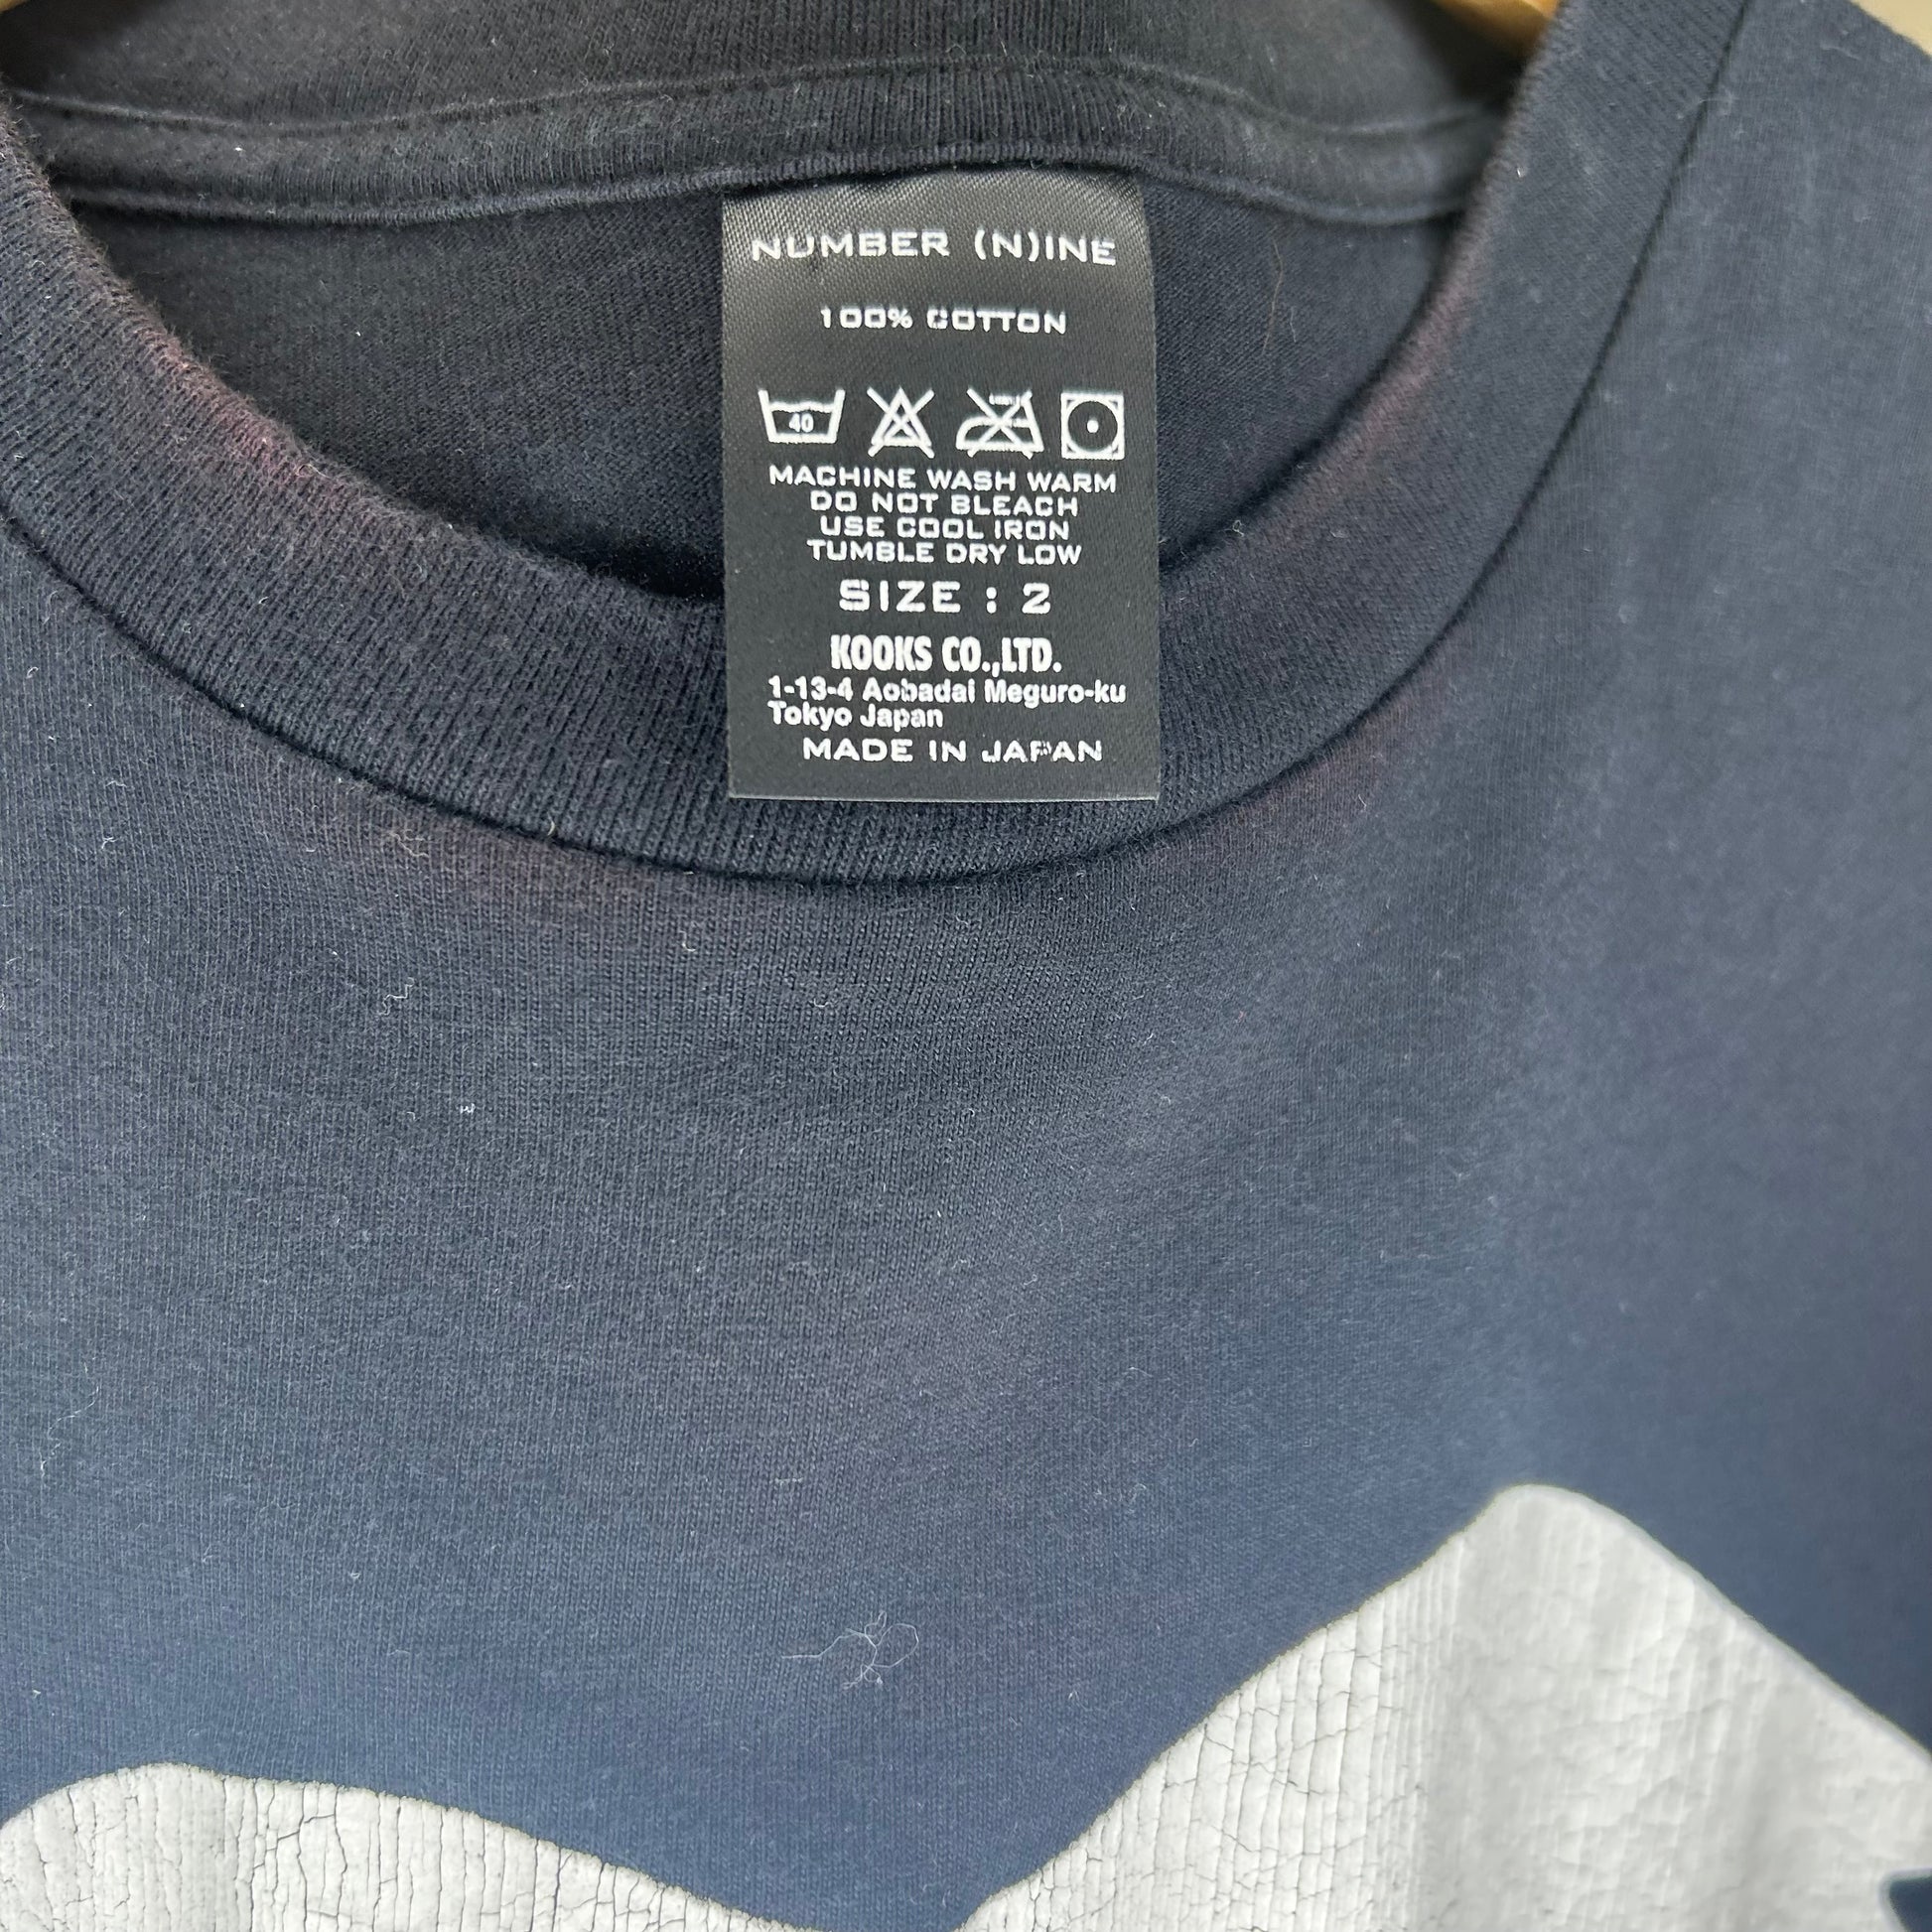 NUMBER (N)INE
100% COTTON
40
MACHINE WASH WARM
DO NOT BLEACH
USE COOL IRON
TUMBLE DRY LOW
SIZE : 2
KOOKS CO.,LTD.
1-13-4 Aobadai Meguro-ku
Tokyo Japan
MADE IN JAPAN